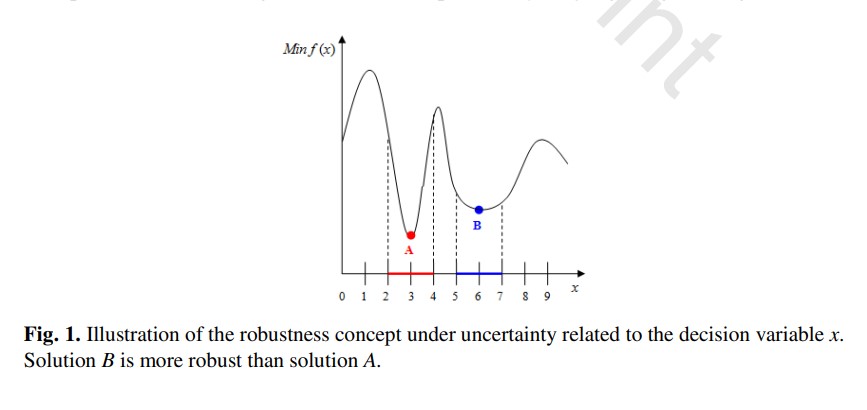 Min f (x)
A
B
0 1 2 3 4 5 6 7 8 9 x
Fig. 1. Illustration of the robustness concept under uncertainty related to the decision variable x.
Solution B is more robust than solution A.